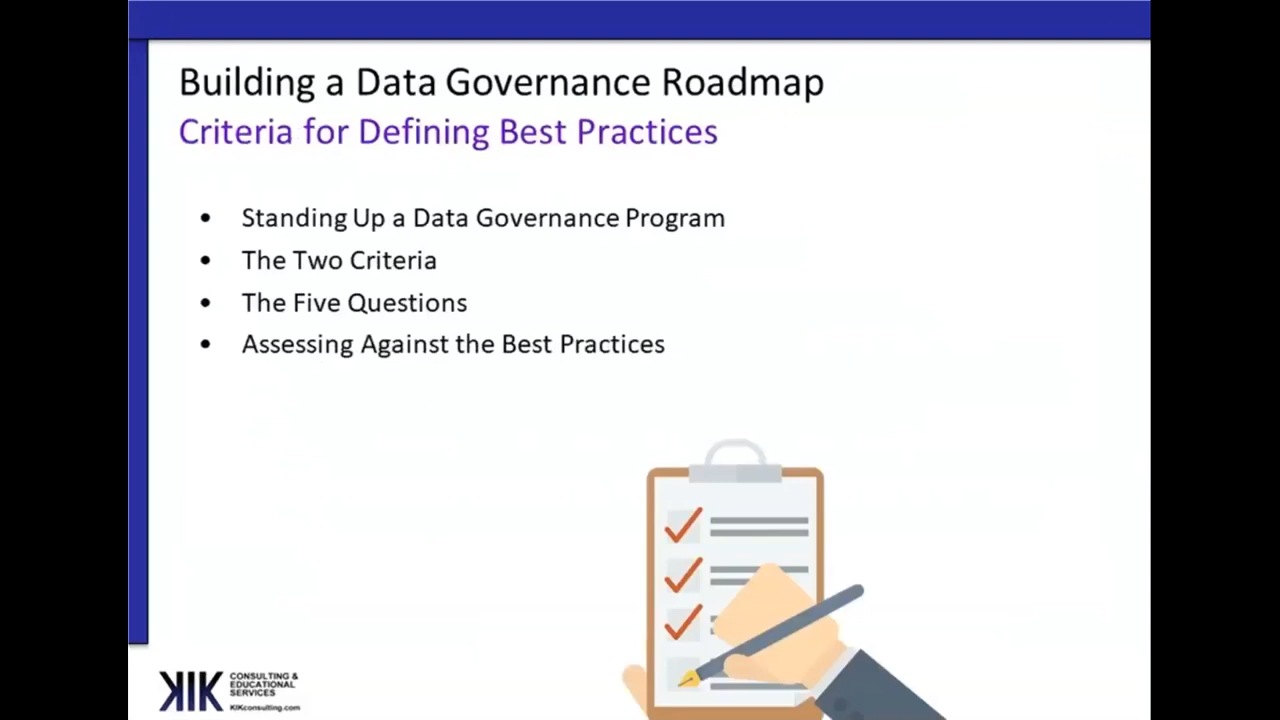 Building a Data Governance Roadmap
Criteria for Defining Best Practices
• Standing Up a Data Governance Program
• The Two Criteria
• The Five Questions
• Assessing Against the Best Practices
KIK
CONSULTING &
EDUCATIONAL
SERVICES
KIKconsulting.com